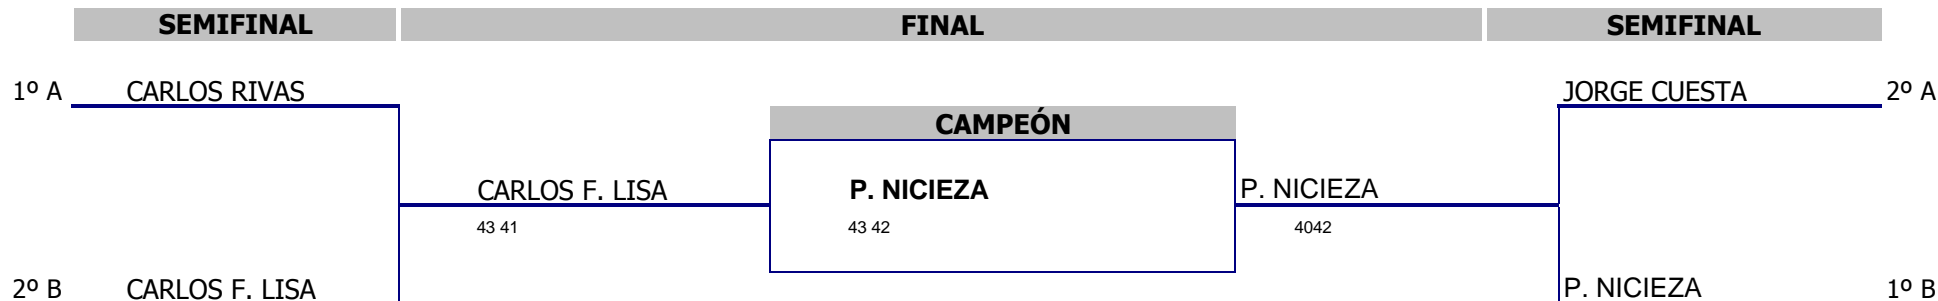 SEMIFINAL FINAL SEMIFINAL
1º A CARLOS RIVAS JORGE CUESTA 2º A
CAMPEÓN
CARLOS F. LISA P. NICIEZA P. NICIEZA
43 41 43 42 4042
2º B CARLOS F. LISA P. NICIEZA 1º B